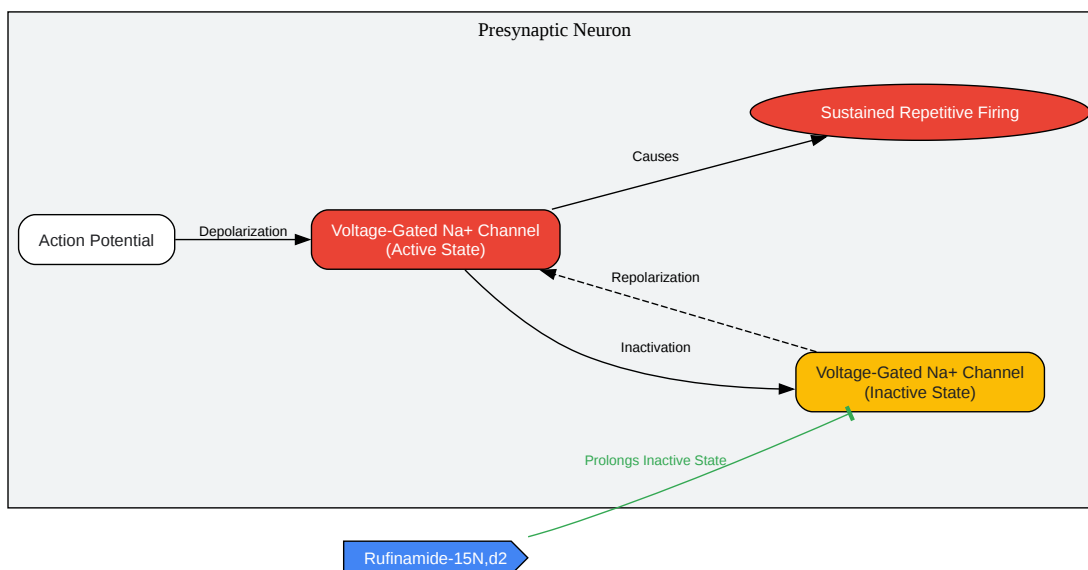 Presynaptic Neuron
Sustained Repetitive Firing
Causes
Action Potential
Depolarization
Voltage-Gated Na+ Channel
(Active State)
Repolarization
Inactivation
Voltage-Gated Na+ Channel
(Inactive State)
Prolongs Inactive State
Rufinamide-15N,d2